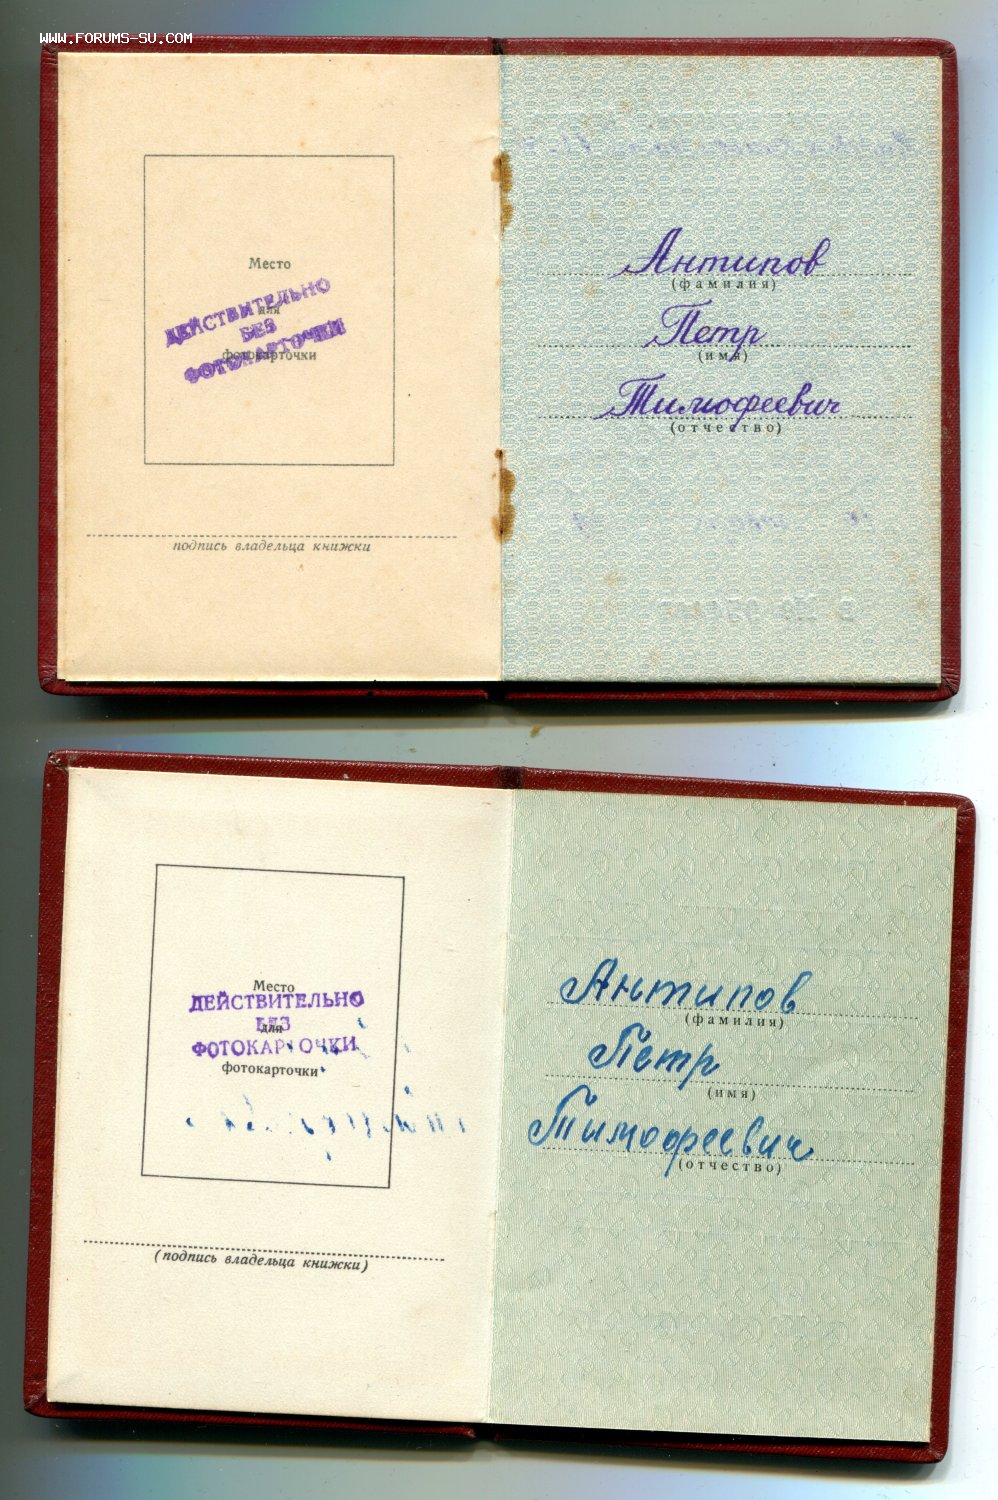 WWW.FORUMS-SU.COM
Место
для
фотокарточки
ДЕЙСТВИТЕЛЬНО
БЕЗ
ФОТОКАРТОЧКИ
подпись владельца книжки
Антипов
(фамилия)
Петр
(имя)
Тимофеевич
(отчество)
Место
для
фотокарточки
ДЕЙСТВИТЕЛЬНО
БЕЗ
ФОТОКАРТОЧКИ
(подпись владельца книжки)
Антипов
(фамилия)
Петр
(имя)
Тимофеевич
(отчество)